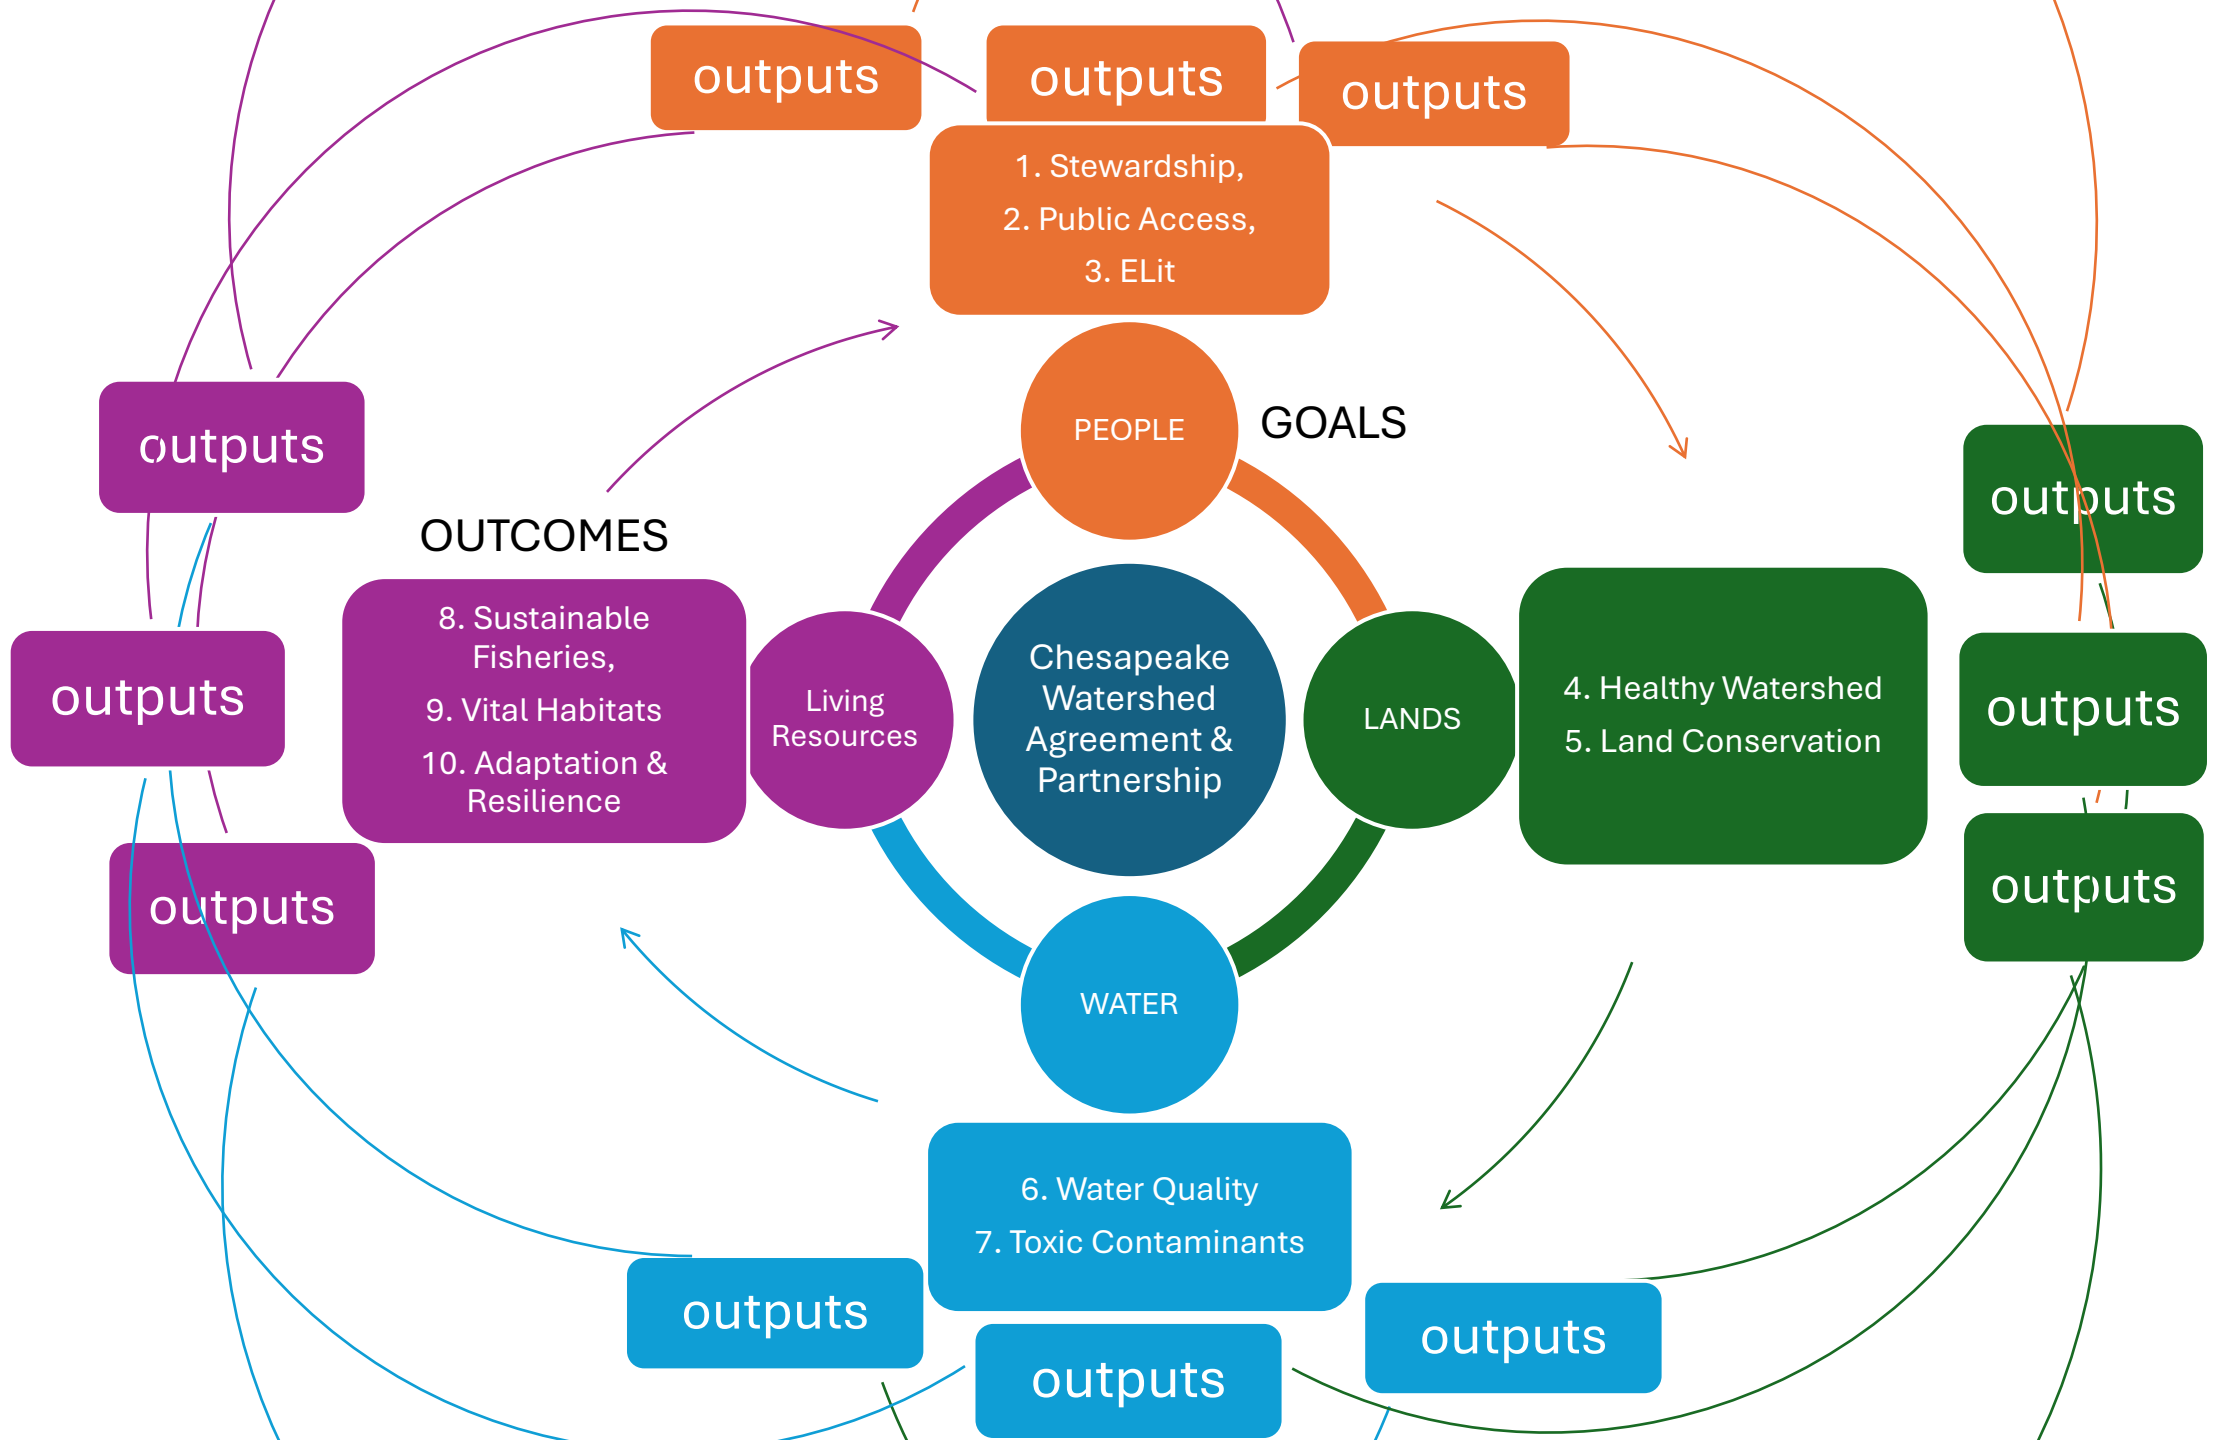 outputs
outputs
outputs
1. Stewardship,
2. Public Access,
3. ELit
PEOPLE
GOALS
outputs
OUTCOMES
outputs
8. Sustainable
Fisheries,
9. Vital Habitats
10. Adaptation &
Resilience
Living
Resources
Chesapeake
Watershed
Agreement &
Partnership
LANDS
4. Healthy Watershed
5. Land Conservation
outputs
outputs
outputs
outputs
WATER
6. Water Quality
7. Toxic Contaminants
outputs
outputs
outputs